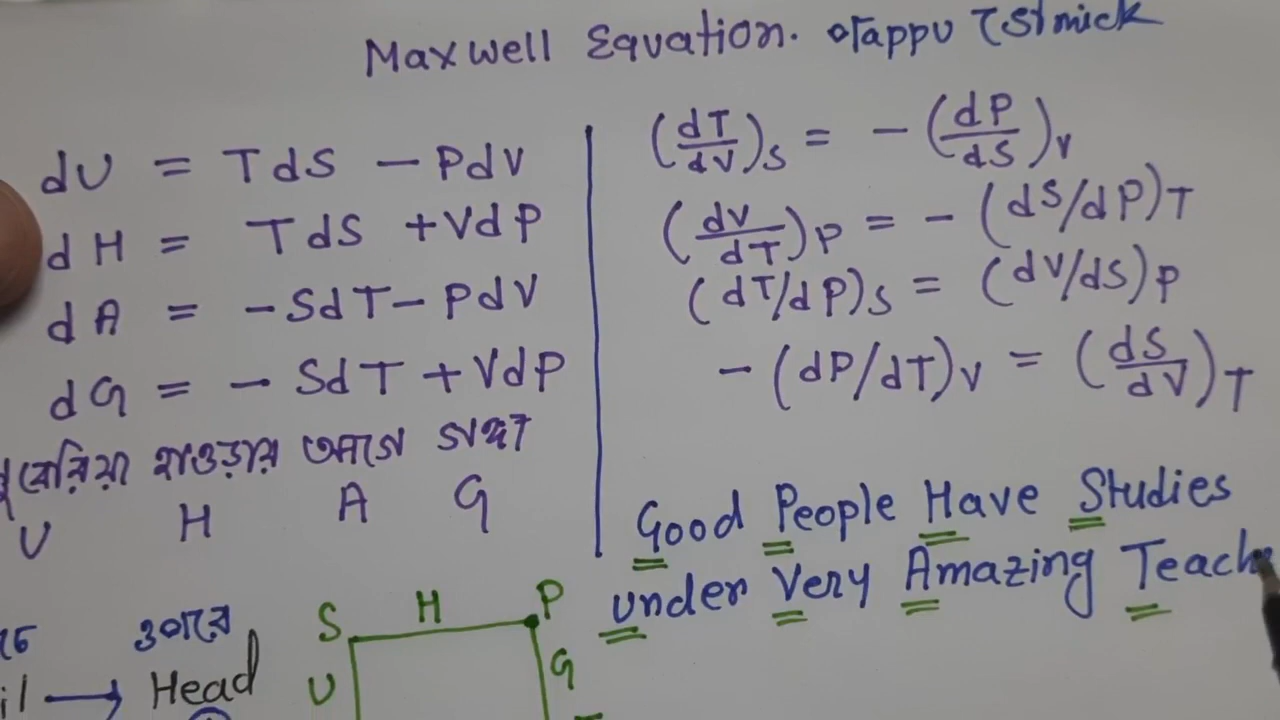 Maxwell Equation.
dU = TdS - PdV
dH = TdS + VdP
dA = -SdT - PdV
dG = - SdT + VdP
হাওড়ার আগে
U H A G
Head
(dT/dV)S = - (dP/dS)V
(dV/dT)P = - (dS/dP)T
(dT/dP)S = (dV/dS)P
- (dP/dT)V = (dS/dV)T
Good People Have Studies
under Very Amazing Teach
S H P
U G